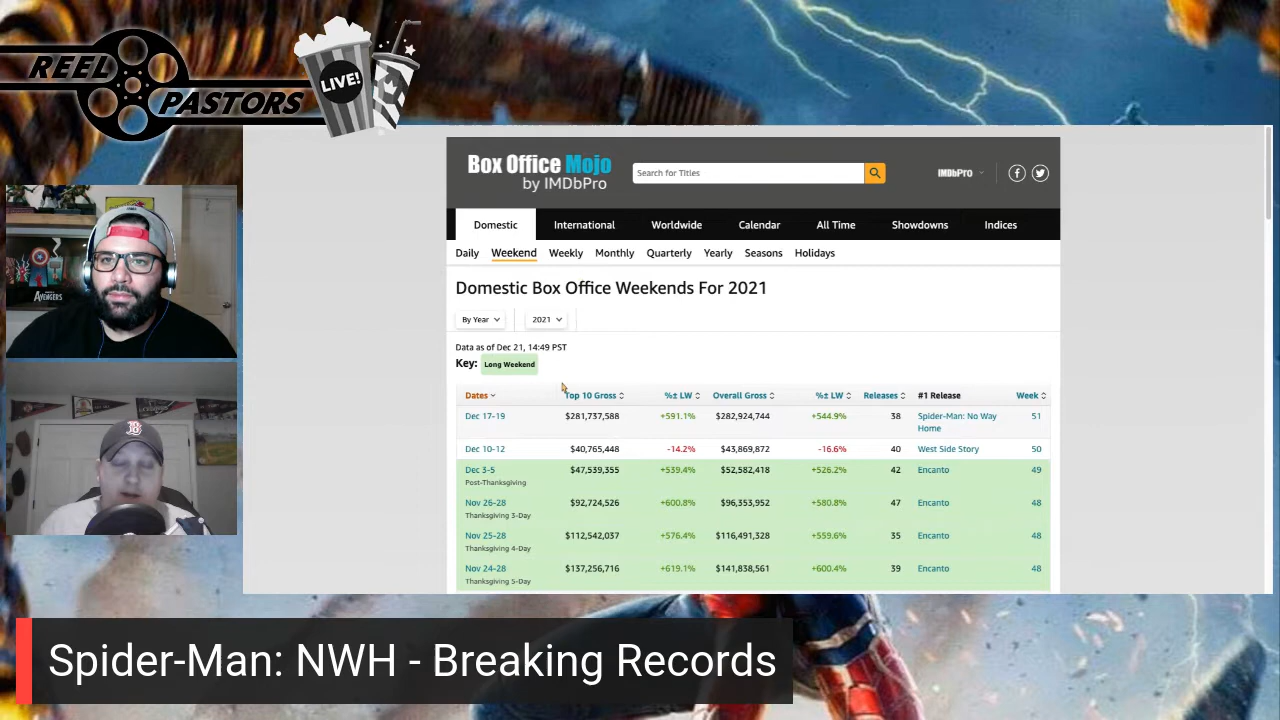 REEL
PASTORS
LIVE!
AVENGERS
B
Box Office Mojo
by IMDbPro
Search for Titles
IMDbPro
Domestic International Worldwide Calendar All Time Showdowns Indices
Daily Weekend Weekly Monthly Quarterly Yearly Seasons Holidays
Domestic Box Office Weekends For 2021
By Year 2021
Data as of Dec 21, 14:49 PST
Key: Long Weekend
Dates Top 10 Gross %± LW Overall Gross %± LW Releases #1 Release Week
Dec 17-19 $281,737,588 +591.1% $282,924,744 +544.9% 38 Spider-Man: No Way 51
Home
Dec 10-12 $40,765,448 -14.2% $43,869,872 -16.6% 40 West Side Story 50
Dec 3-5 $47,539,355 +539.4% $52,582,418 +526.2% 42 Encanto 49
Post-Thanksgiving
Nov 26-28 $92,724,526 +600.8% $96,353,952 +580.8% 47 Encanto 48
Thanksgiving 3-Day
Nov 25-28 $112,542,037 +576.4% $116,491,328 +559.6% 35 Encanto 48
Thanksgiving 4-Day
Nov 24-28 $137,256,716 +619.1% $141,838,561 +600.4% 39 Encanto 48
Thanksgiving 5-Day
Spider-Man: NWH - Breaking Records